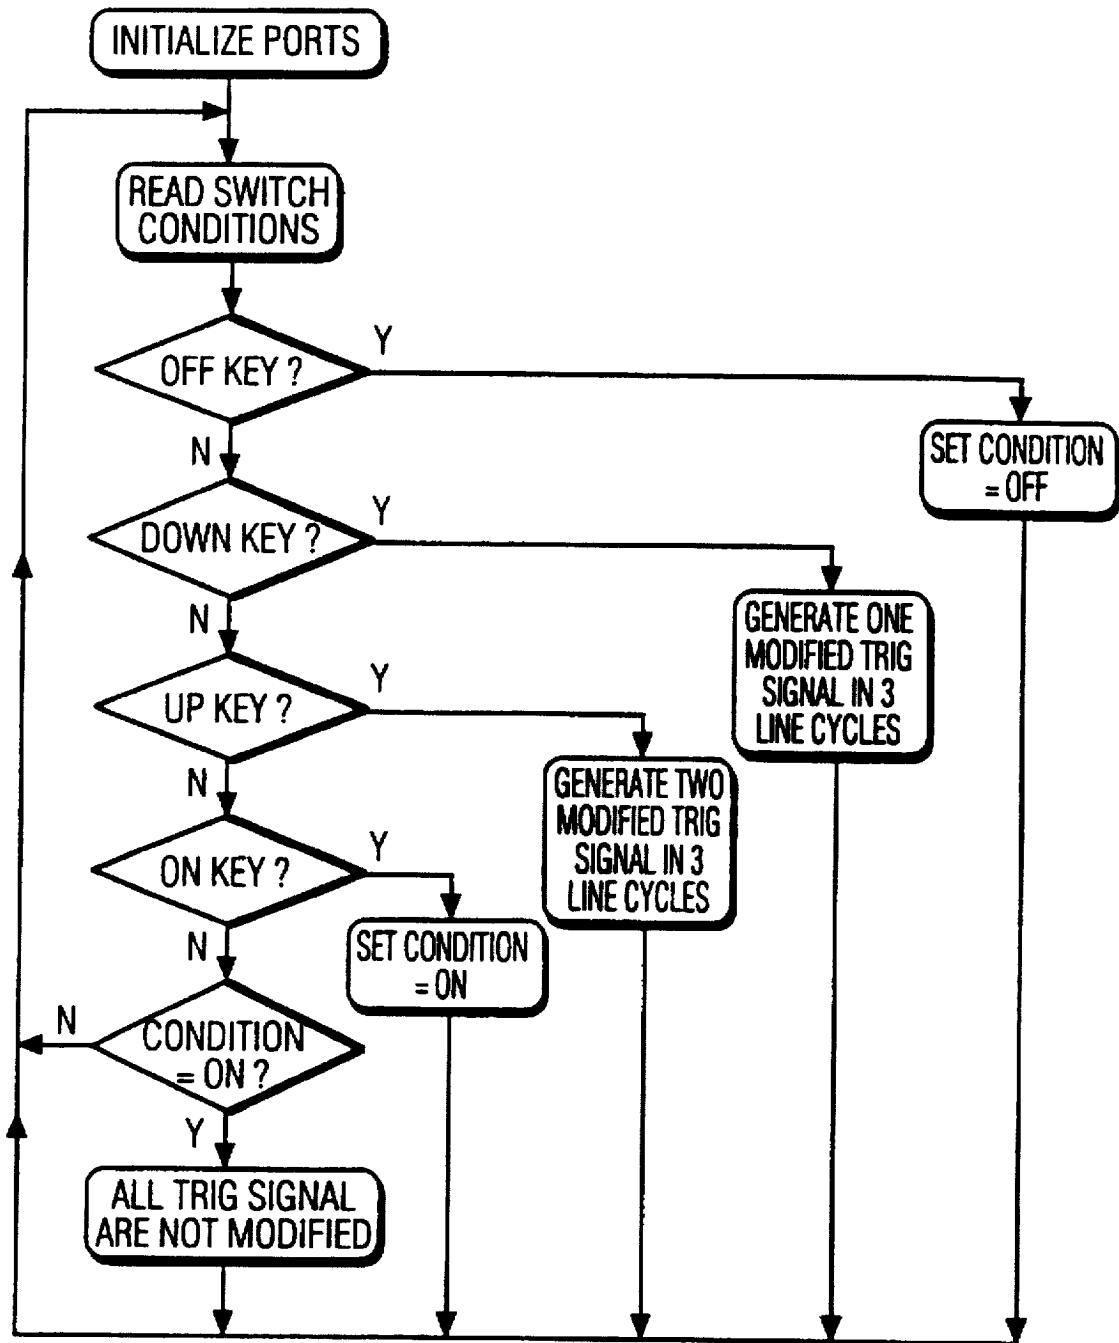 INITIALIZE PORTS
READ SWITCH
CONDITIONS
OFF KEY ?
Y
N
SET CONDITION
= OFF
DOWN KEY ?
Y
N
GENERATE ONE
MODIFIED TRIG
SIGNAL IN 3
LINE CYCLES
UP KEY ?
Y
N
GENERATE TWO
MODIFIED TRIG
SIGNAL IN 3
LINE CYCLES
ON KEY ?
Y
N
SET CONDITION
= ON
CONDITION
= ON ?
N
Y
ALL TRIG SIGNAL
ARE NOT MODIFIED